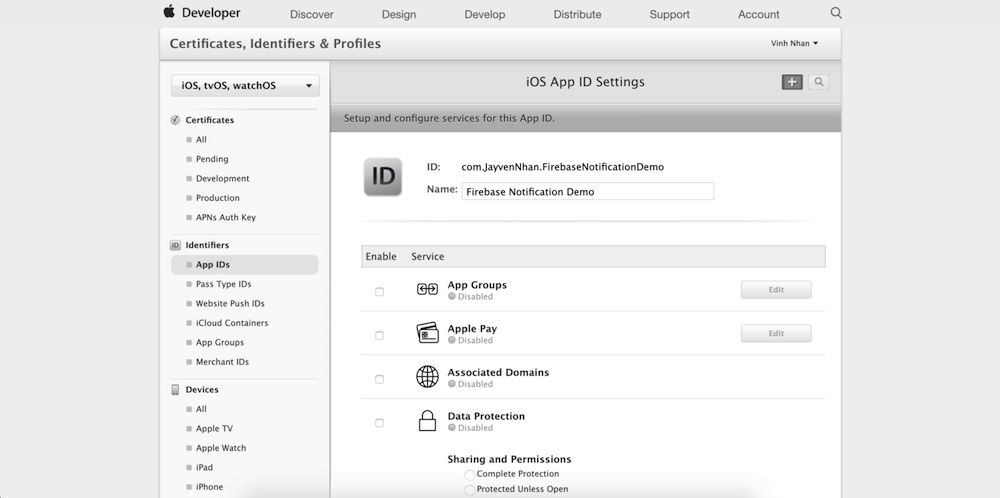 Developer
Discover
Design
Develop
Distribute
Support
Account
Certificates, Identifiers & Profiles
Vinh Nhan
iOS, tvOS, watchOS
Certificates
All
Pending
Development
Production
APNs Auth Key
ID Identifiers
App IDs
Pass Type IDs
Website Push IDs
iCloud Containers
App Groups
Merchant IDs
Devices
All
Apple TV
Apple Watch
iPad
iPhone
iOS App ID Settings
Setup and configure services for this App ID.
ID
ID: com.JayvenNhan.FirebaseNotificationDemo
Name: Firebase Notification Demo
Enable Service
App Groups
Disabled
Edit
Apple Pay
Disabled
Edit
Associated Domains
Disabled
Data Protection
Disabled
Sharing and Permissions
Complete Protection
Protected Unless Open